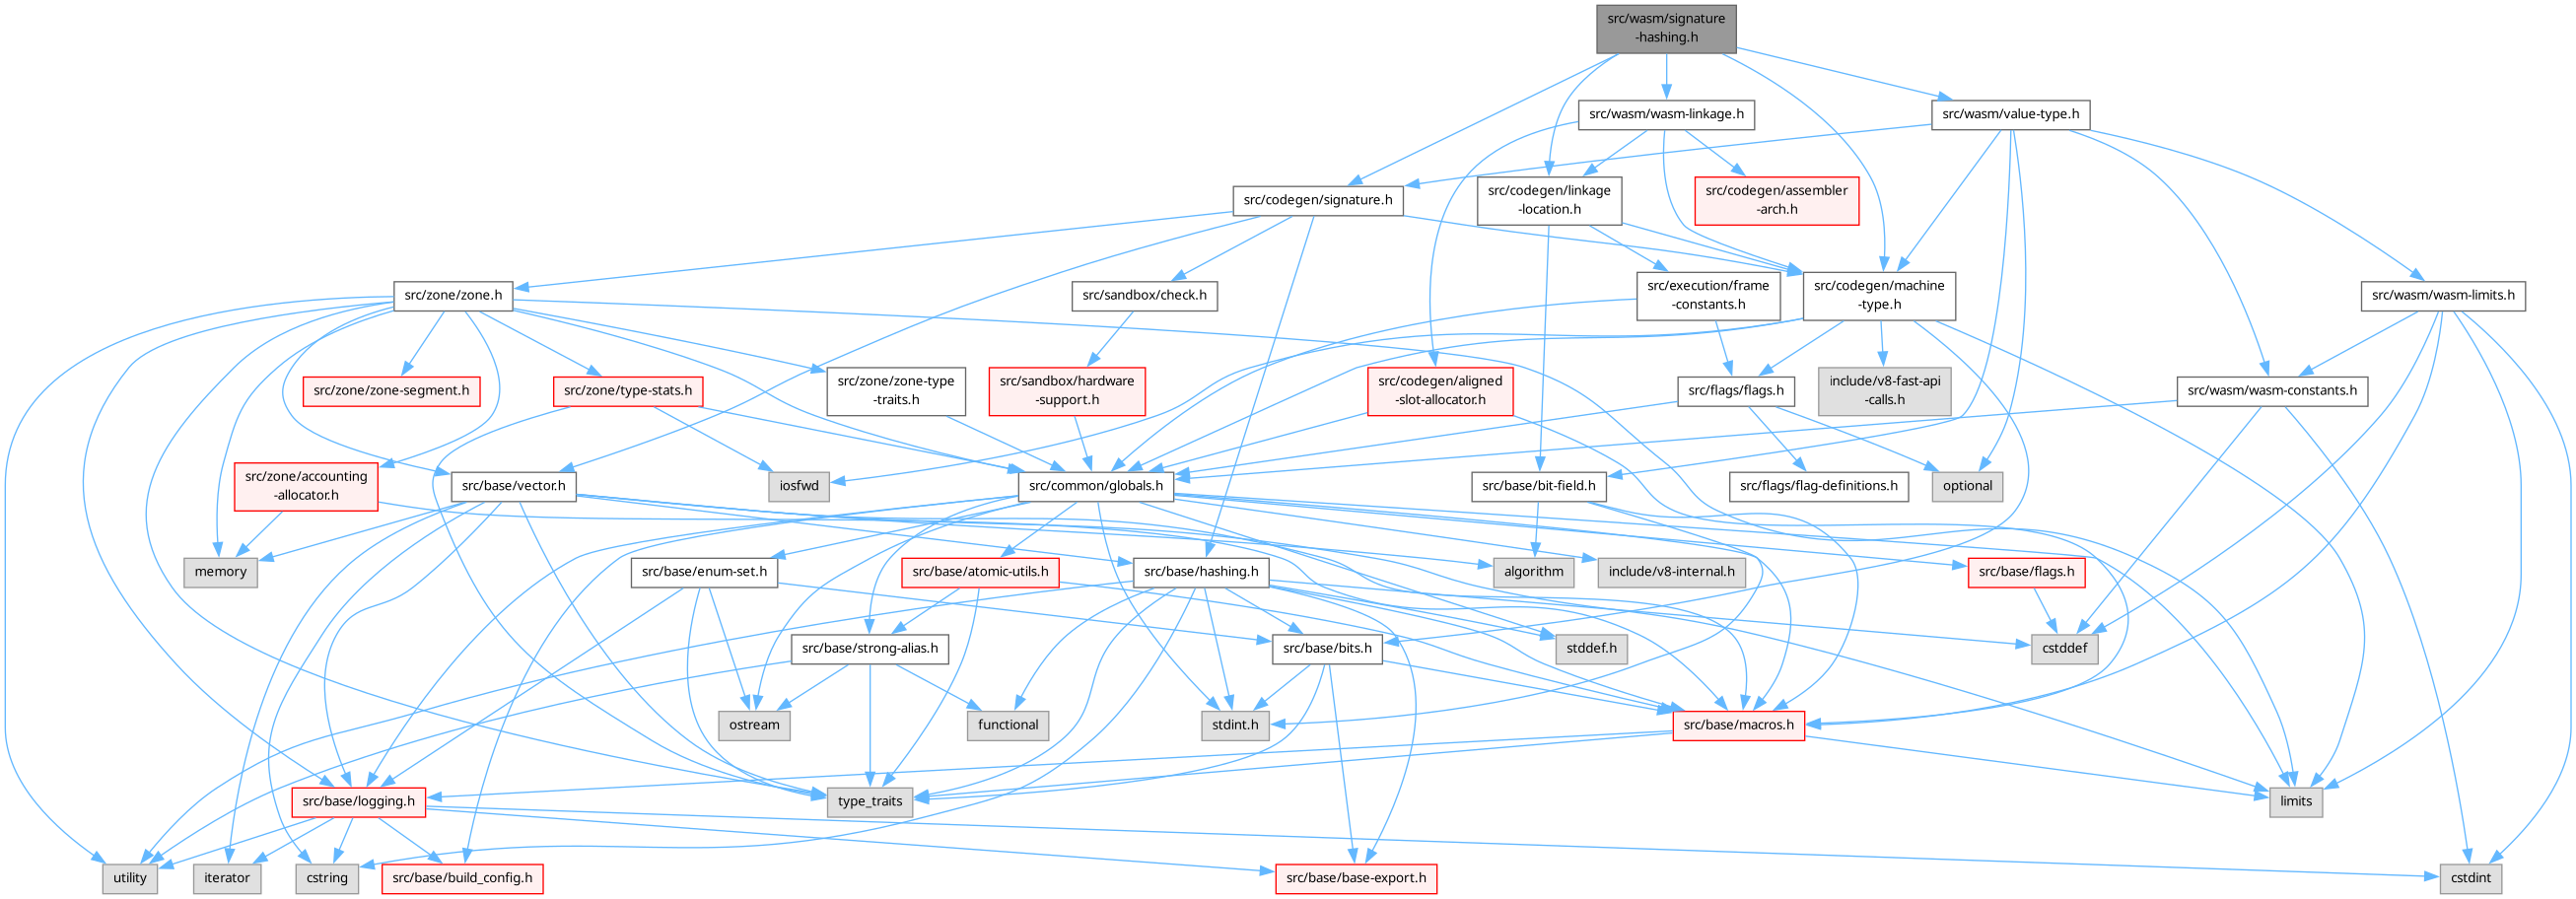 src/wasm/signature
-hashing.h
src/wasm/wasm-linkage.h
src/wasm/value-type.h
src/codegen/signature.h
src/codegen/linkage
-location.h
src/codegen/assembler
-arch.h
src/zone/zone.h
src/sandbox/check.h
src/execution/frame
-constants.h
src/codegen/machine
-type.h
src/wasm/wasm-limits.h
src/zone/zone-segment.h
src/zone/type-stats.h
src/zone/zone-type
-traits.h
src/sandbox/hardware
-support.h
src/codegen/aligned
-slot-allocator.h
src/flags/flags.h
include/v8-fast-api
-calls.h
src/wasm/wasm-constants.h
src/zone/accounting
-allocator.h
src/base/vector.h
iosfwd
src/common/globals.h
src/base/bit-field.h
src/flags/flag-definitions.h
optional
memory
src/base/enum-set.h
src/base/atomic-utils.h
src/base/hashing.h
algorithm
include/v8-internal.h
src/base/flags.h
src/base/strong-alias.h
src/base/bits.h
stddef.h
cstddef
ostream
functional
stdint.h
src/base/macros.h
src/base/logging.h
type_traits
limits
utility
iterator
cstring
src/base/build_config.h
src/base/base-export.h
cstdint